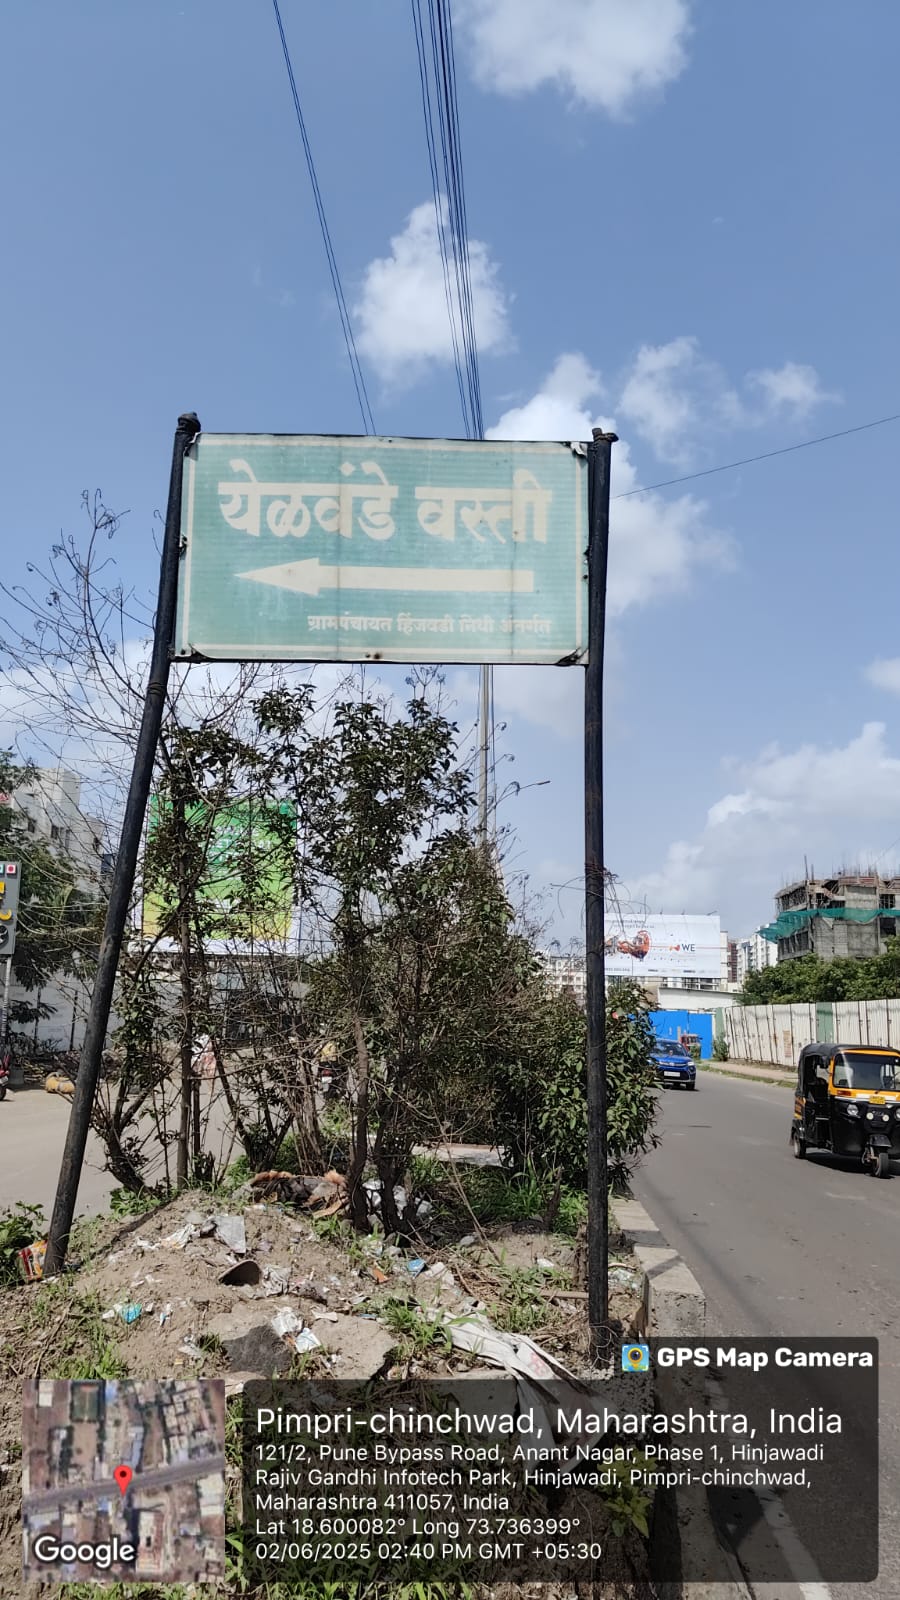 येळवंडे वस्ती
ग्रामपंचायत हिंजवडी निधी अंतर्गत
WE
GPS Map Camera
Pimpri-chinchwad, Maharashtra, India
121/2, Pune Bypass Road, Anant Nagar, Phase 1, Hinjawadi
Rajiv Gandhi Infotech Park, Hinjawadi, Pimpri-chinchwad,
Maharashtra 411057, India
Lat 18.600082° Long 73.736399°
02/06/2025 02:40 PM GMT +05:30
Google